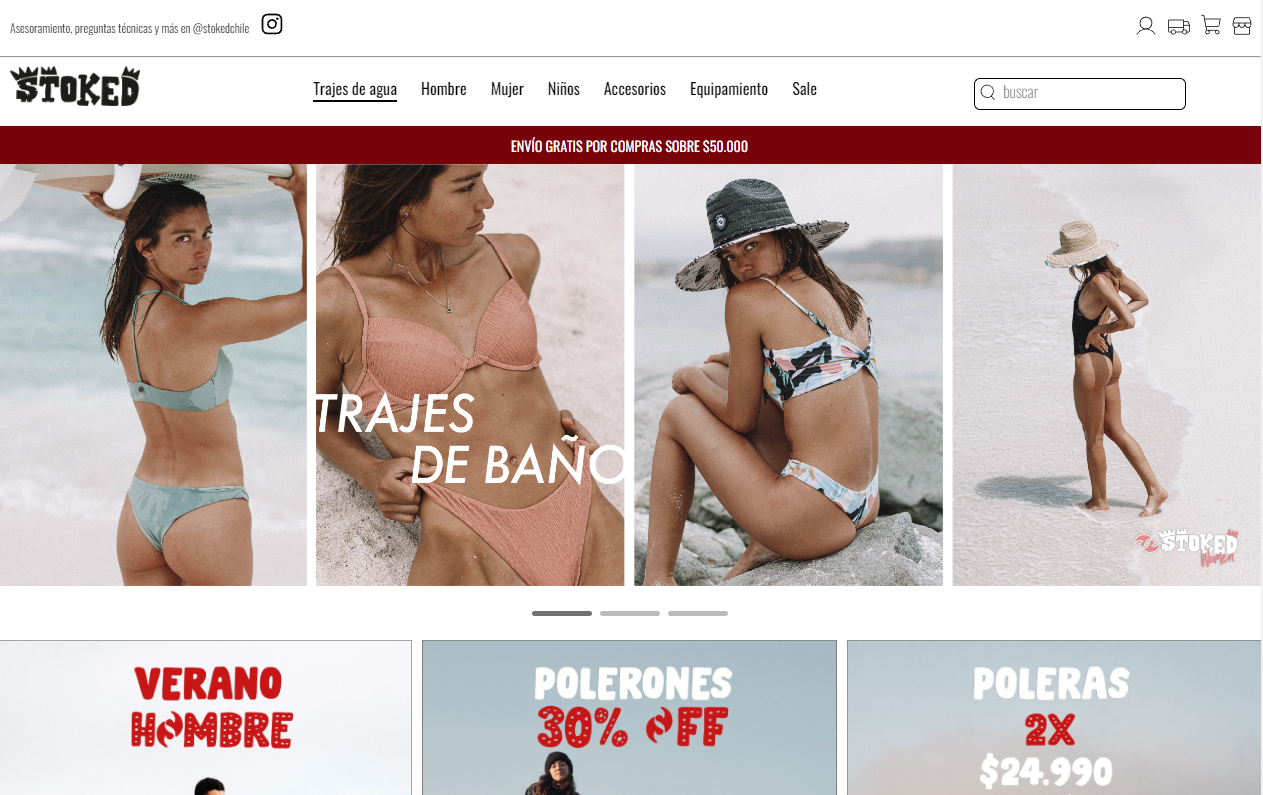 Asesoramiento, preguntas técnicas y más en @stokedchile
STOKED
Trajes de agua Hombre Mujer Niños Accesorios Equipamiento Sale
buscar
ENVÍO GRATIS POR COMPRAS SOBRE $50.000
TRAJES
DE BAÑO
STOKED
Women
VERANO
HOMBRE
POLERONES
30% OFF
POLERAS
2X
$24.990